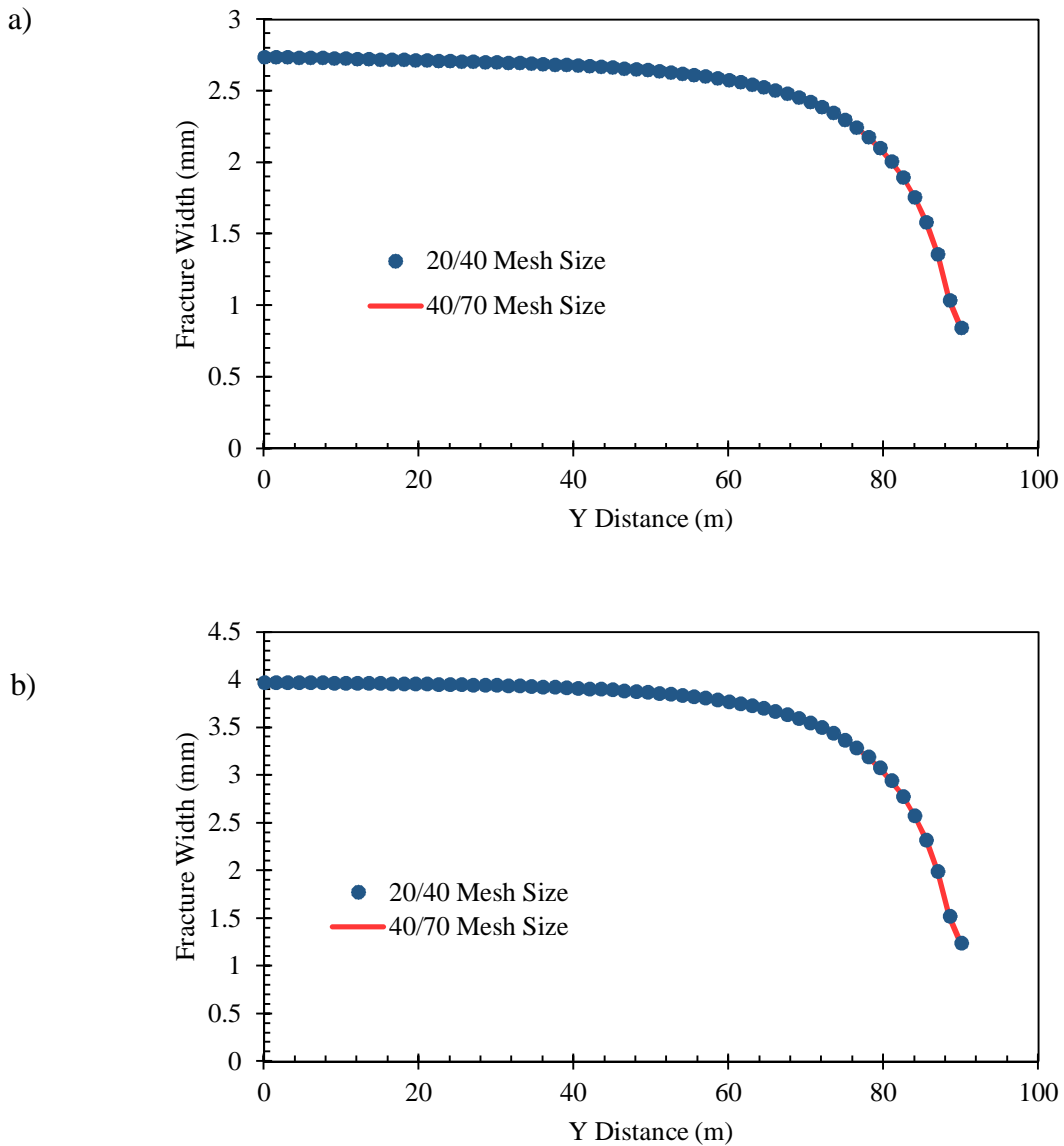 a)
3
2.5
2
1.5
1
0.5
0
Fracture Width (mm)
20/40 Mesh Size
40/70 Mesh Size
0 20 40 60 80 100
Y Distance (m)
b)
4.5
4
3.5
3
2.5
2
1.5
1
0.5
0
Fracture Width (mm)
20/40 Mesh Size
40/70 Mesh Size
0 20 40 60 80 100
Y Distance (m)